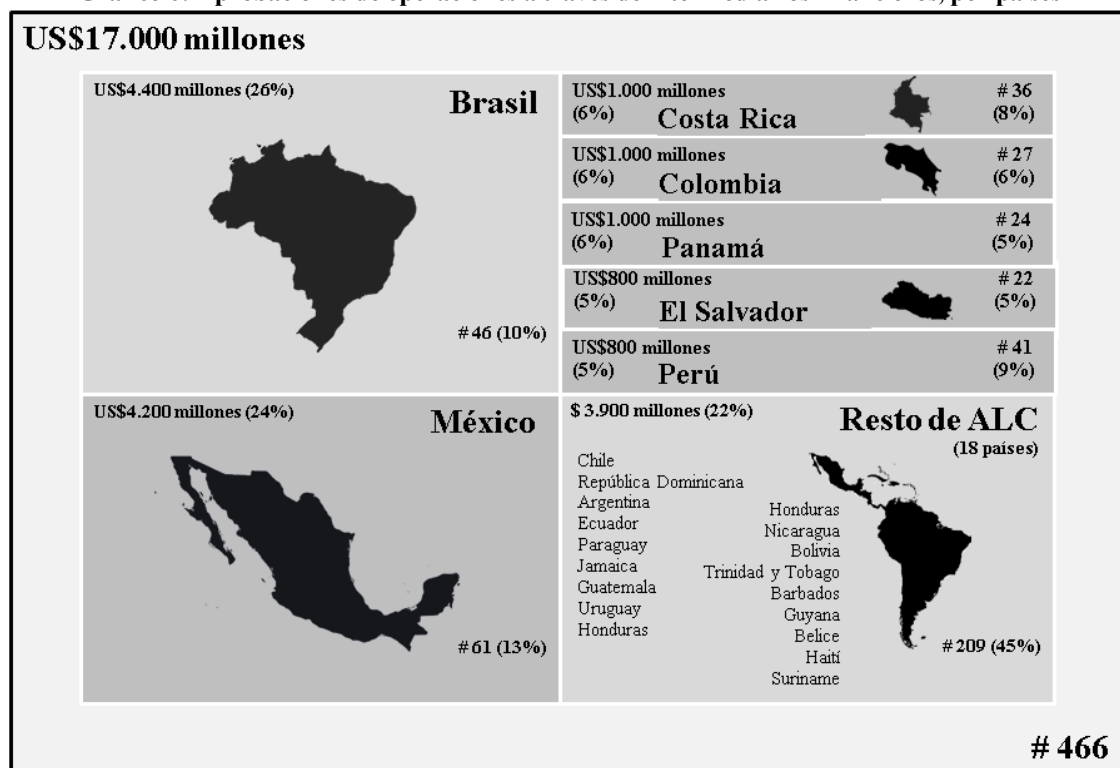 US$17.000 millones
US$4.400 millones (26%)
Brasil
# 46 (10%)
US$1.000 millones
(6%)
Costa Rica
# 36
(8%)
US$1.000 millones
(6%)
Colombia
# 27
(6%)
US$1.000 millones
(6%)
Panamá
# 24
(5%)
US$800 millones
(5%)
El Salvador
# 22
(5%)
US$800 millones
(5%)
Perú
# 41
(9%)
US$4.200 millones (24%)
México
# 61 (13%)
$ 3.900 millones (22%)
Resto de ALC
(18 países)
Chile
República Dominicana
Argentina
Ecuador
Paraguay
Jamaica
Guatemala
Uruguay
Honduras
Honduras
Nicaragua
Bolivia
Trinidad y Tobago
Barbados
Guyana
Belice
Haití
Suriname
# 209 (45%)
# 466